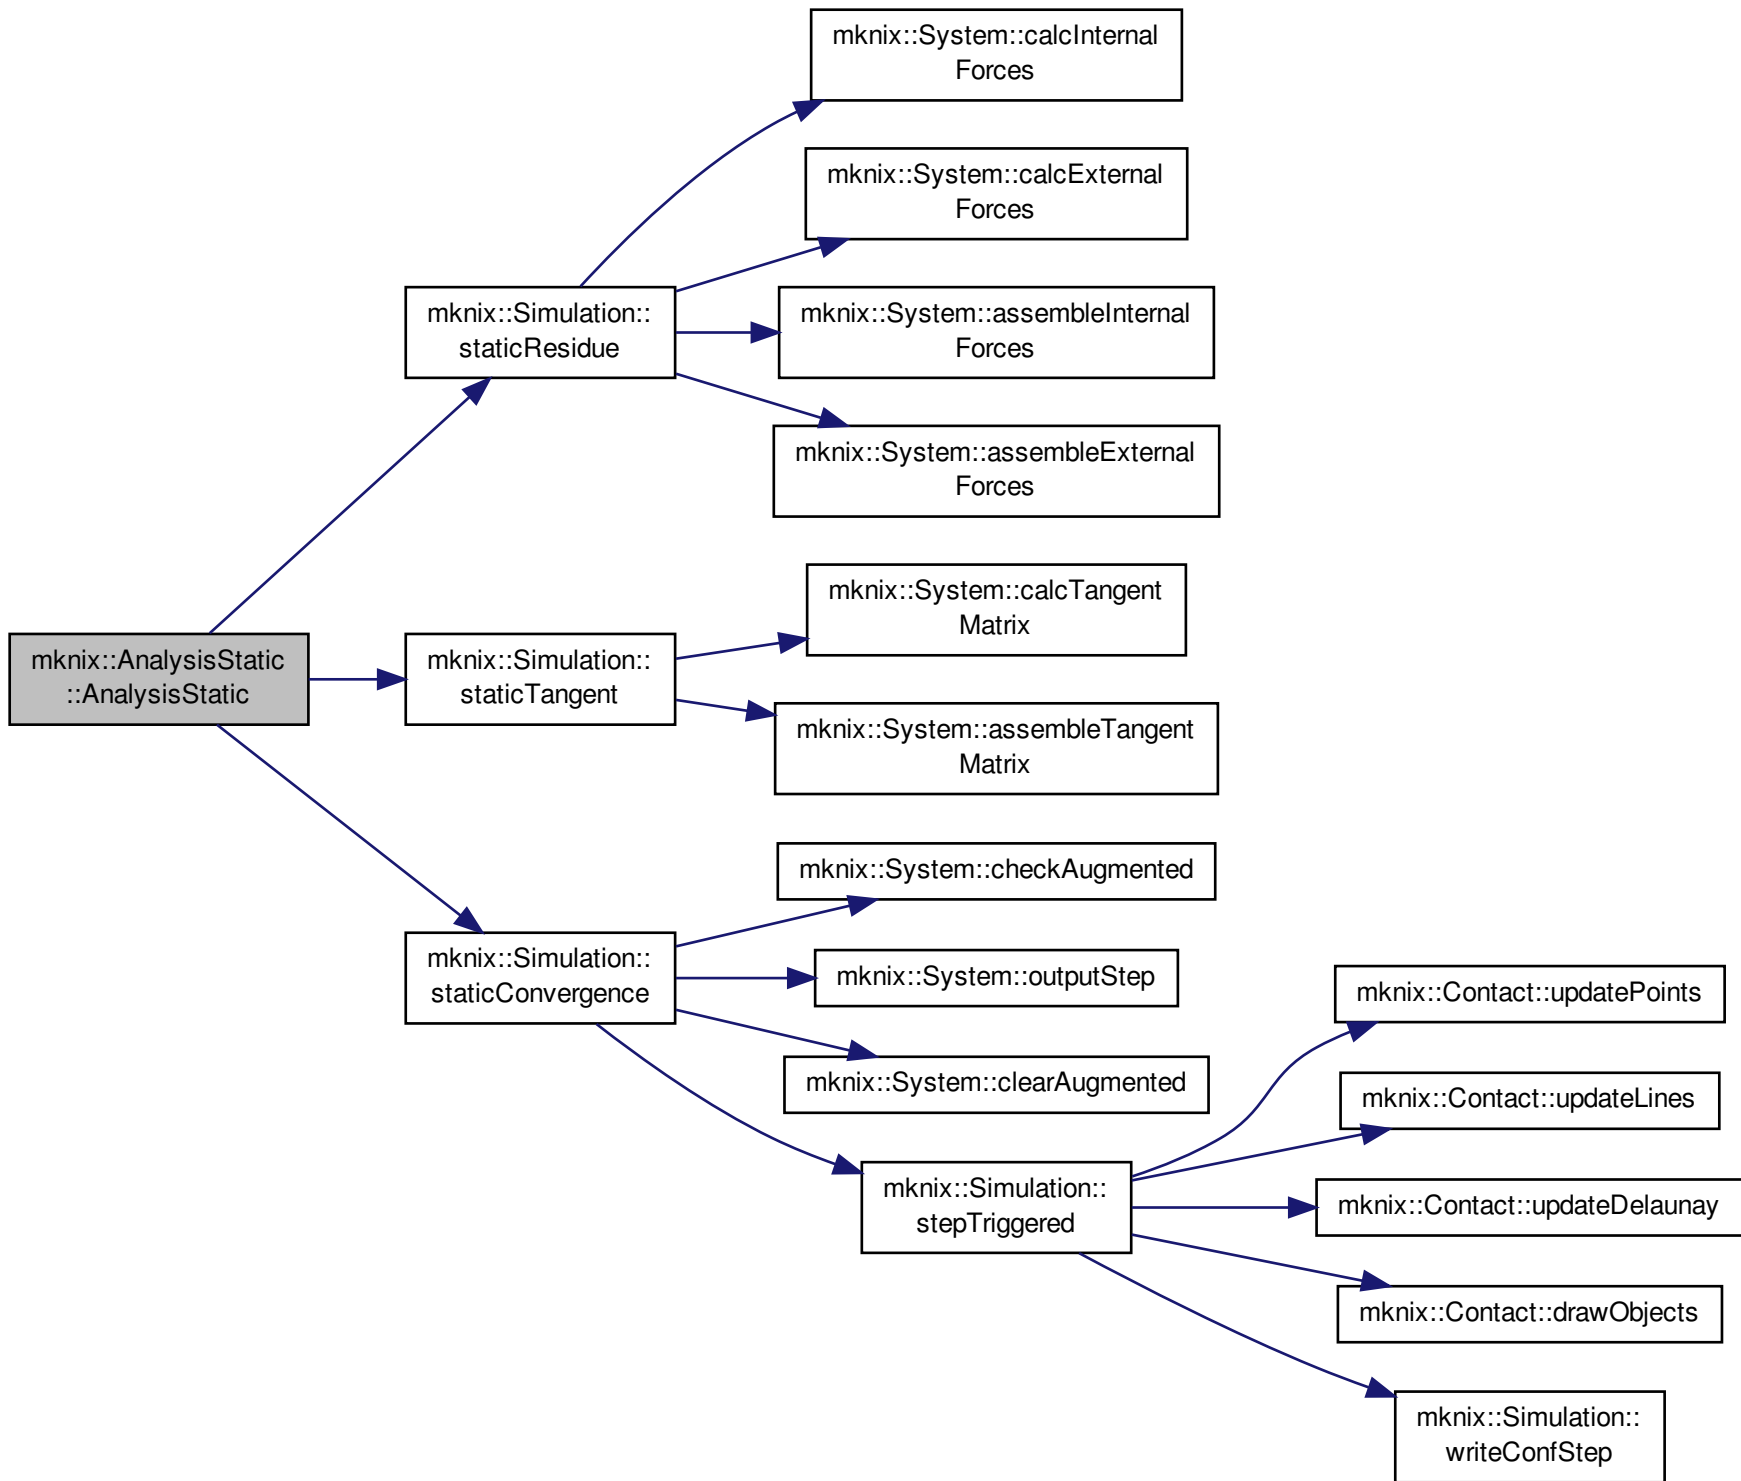 mknix::System::calcInternal
Forces
mknix::System::calcExternal
Forces
mknix::Simulation::
staticResidue
mknix::System::assembleInternal
Forces
mknix::System::assembleExternal
Forces
mknix::AnalysisStatic
::AnalysisStatic
mknix::Simulation::
staticTangent
mknix::System::calcTangent
Matrix
mknix::System::assembleTangent
Matrix
mknix::Simulation::
staticConvergence
mknix::System::checkAugmented
mknix::System::outputStep
mknix::System::clearAugmented
mknix::Simulation::
stepTriggered
mknix::Contact::updatePoints
mknix::Contact::updateLines
mknix::Contact::updateDelaunay
mknix::Contact::drawObjects
mknix::Simulation::
writeConfStep